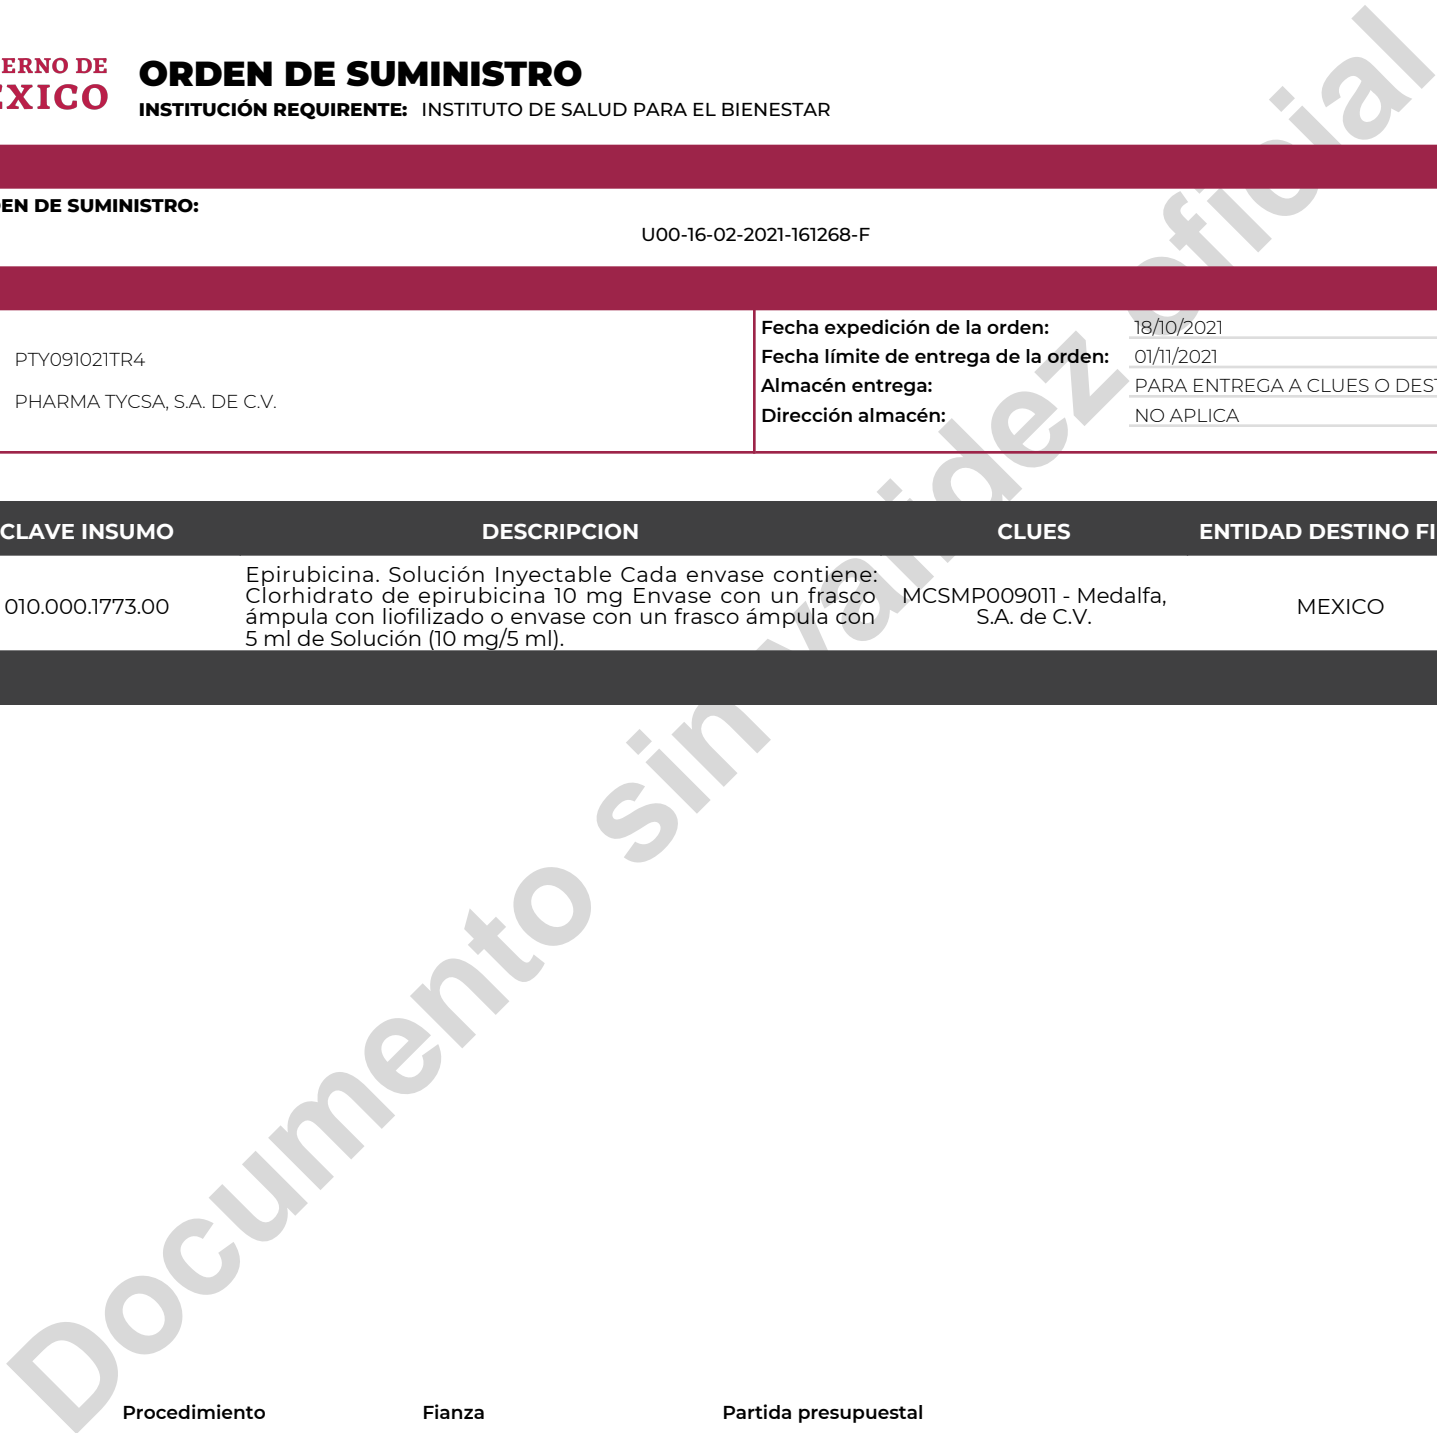 ERNO DE
EXICO
ORDEN DE SUMINISTRO
INSTITUCIÓN REQUIRENTE: INSTITUTO DE SALUD PARA EL BIENESTAR
EN DE SUMINISTRO:
U00-16-02-2021-161268-F
PTY091021TR4
PHARMA TYCSA, S.A. DE C.V.
Fecha expedición de la orden: 18/10/2021
Fecha límite de entrega de la orden: 01/11/2021
Almacén entrega: PARA ENTREGA A CLUES O DEST
Dirección almacén: NO APLICA
CLAVE INSUMO DESCRIPCION CLUES ENTIDAD DESTINO FI
010.000.1773.00
Epirubicina. Solución Inyectable Cada envase contiene:
Clorhidrato de epirubicina 10 mg Envase con un frasco
ámpula con liofilizado o envase con un frasco ámpula con
5 ml de Solución (10 mg/5 ml).
MCSMP009011 - Medalfa,
S.A. de C.V.
MEXICO
Documento sin validez oficial
Procedimiento Fianza Partida presupuestal